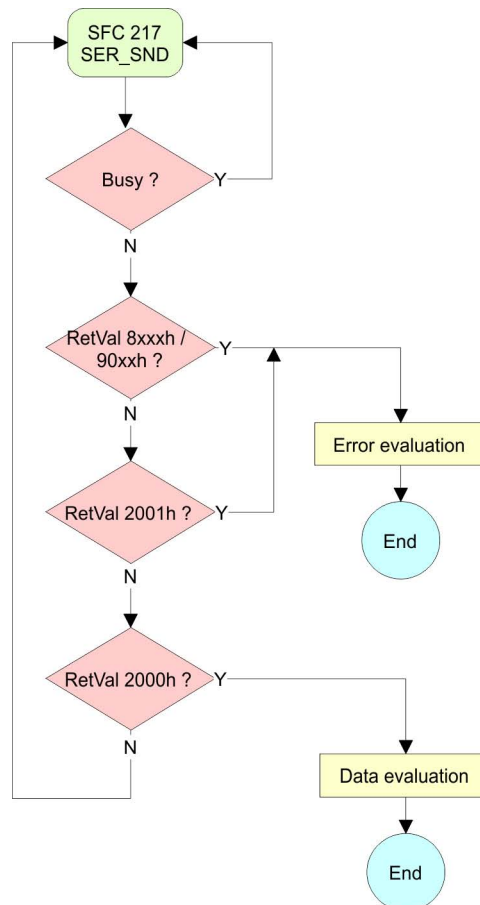 SFC 217
SER_SND
Busy ?
Y
N
RetVal 8xxxh /
90xxh ?
Y
N
Error evaluation
RetVal 2001h ?
Y
End
N
RetVal 2000h ?
Y
N
Data evaluation
End